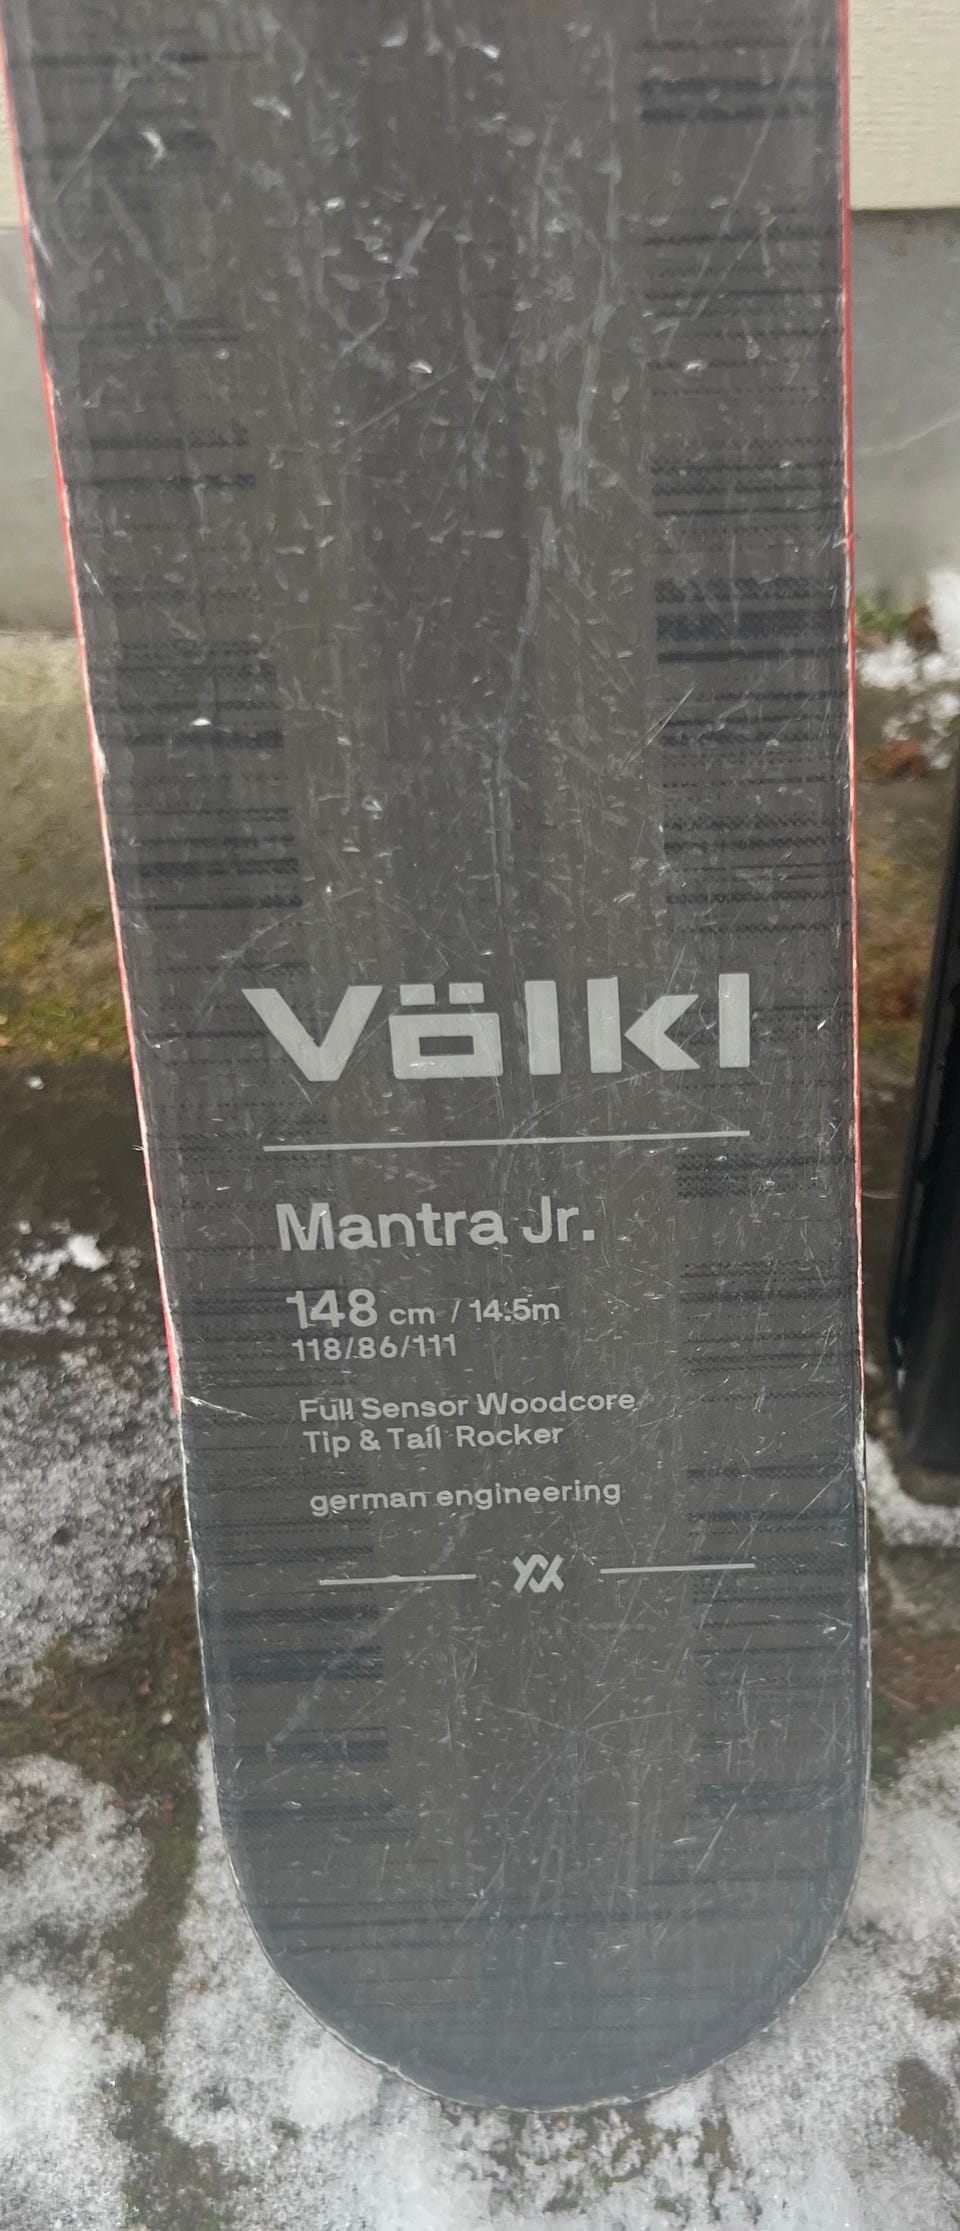 Völkl
Mantra Jr.
148 cm / 14.5m
118/86/111
Full Sensor Woodcore
Tip & Tail Rocker
german engineering